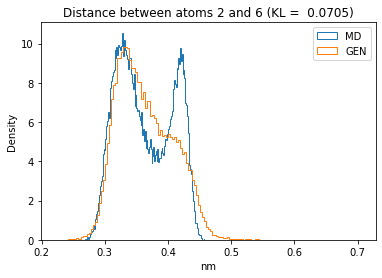 Distance between atoms 2 and 6 (KL =  0.0705)
MD
GEN
Density
10
8
6
4
2
0
0.2
0.3
0.4
0.5
0.6
0.7
nm